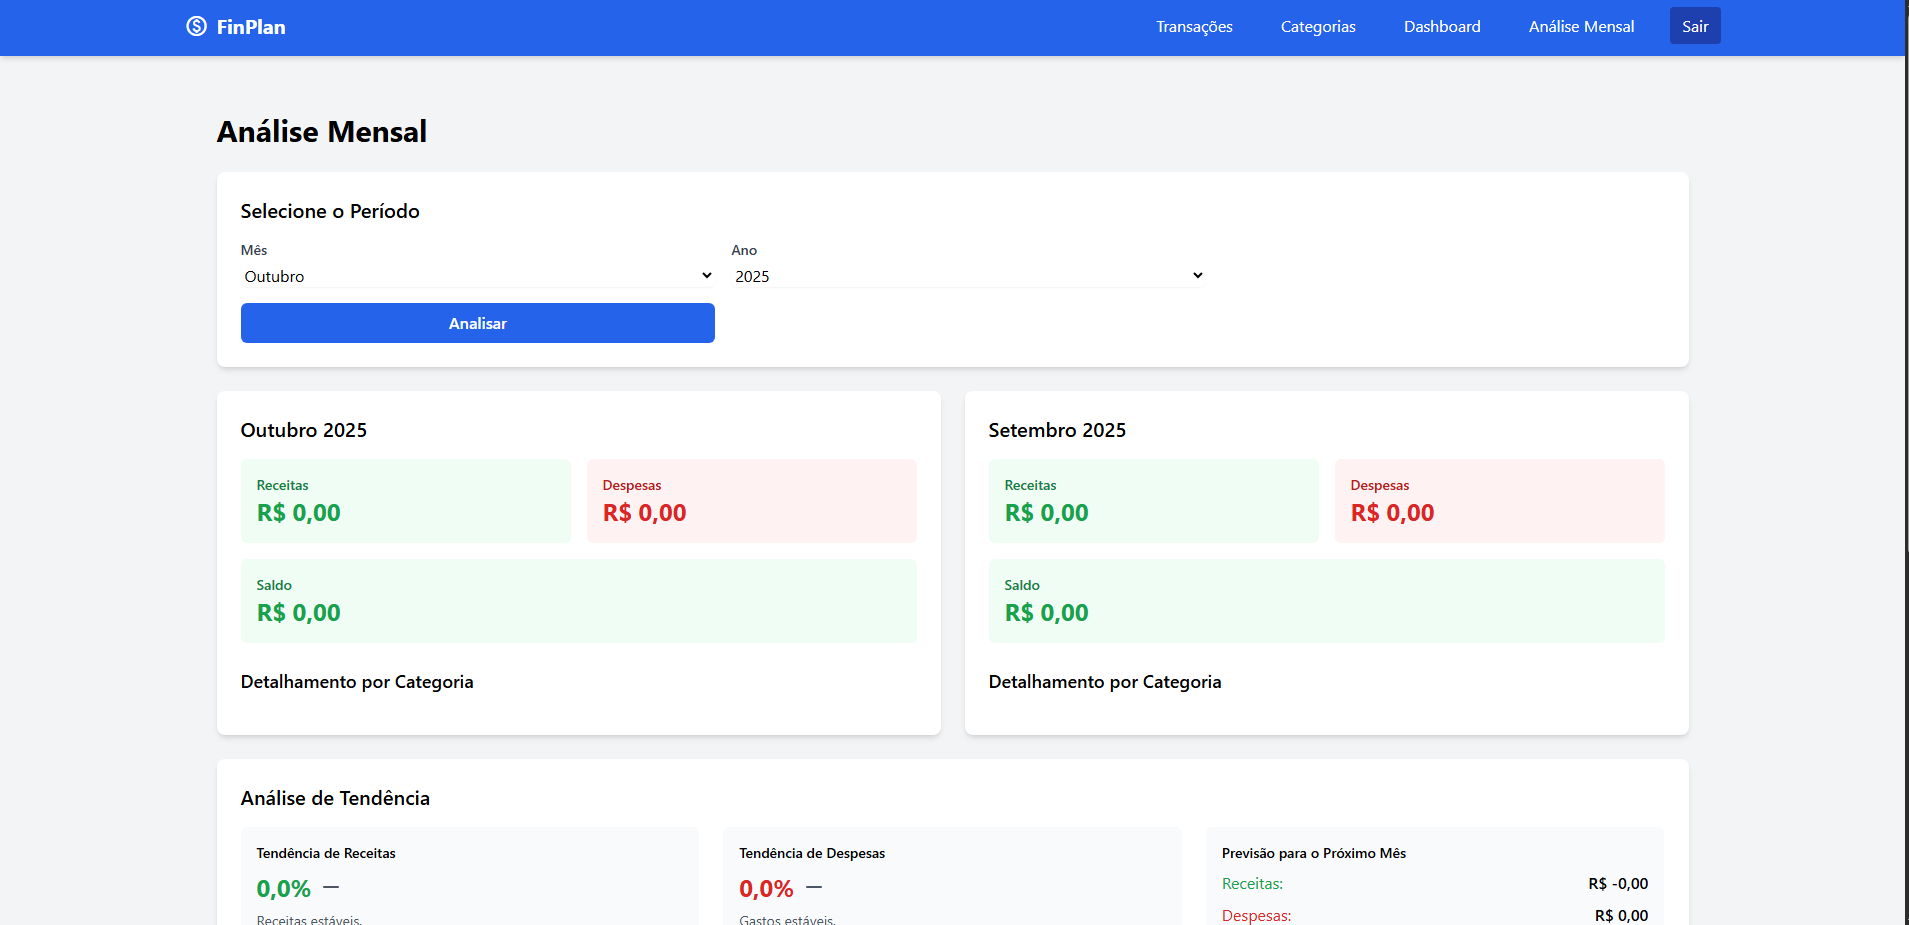 FinPlan Transações Categorias Dashboard Análise Mensal Sair
Análise Mensal
Selecione o Período
Mês
Outubro
Ano
2025
Analisar
Outubro 2025
Receitas
R$ 0,00
Despesas
R$ 0,00
Saldo
R$ 0,00
Detalhamento por Categoria
Setembro 2025
Receitas
R$ 0,00
Despesas
R$ 0,00
Saldo
R$ 0,00
Detalhamento por Categoria
Análise de Tendência
Tendência de Receitas
0,0% —
Receitas estáveis.
Tendência de Despesas
0,0% —
Gastos estáveis.
Previsão para o Próximo Mês
Receitas: R$ -0,00
Despesas: R$ 0,00